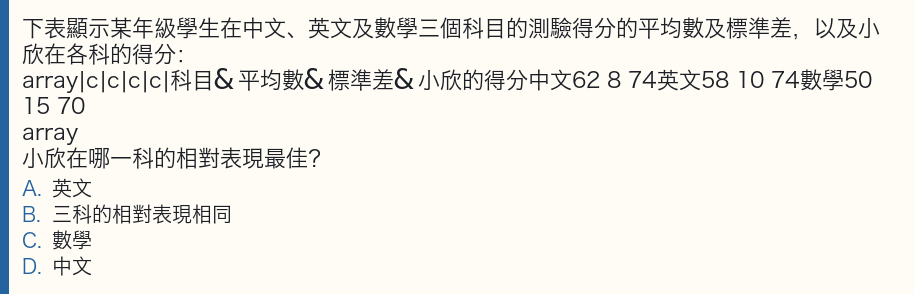 下表顯示某年級學生在中文、英文及數學三個科目的測驗得分的平均數及標準差，以及小
欣在各科的得分：
array|c|c|c|c|科目& 平均數& 標準差& 小欣的得分中文62 8 74英文58 10 74數學50
15 70
array
小欣在哪一科的相對表現最佳？
A. 英文
B. 三科的相對表現相同
C. 數學
D. 中文